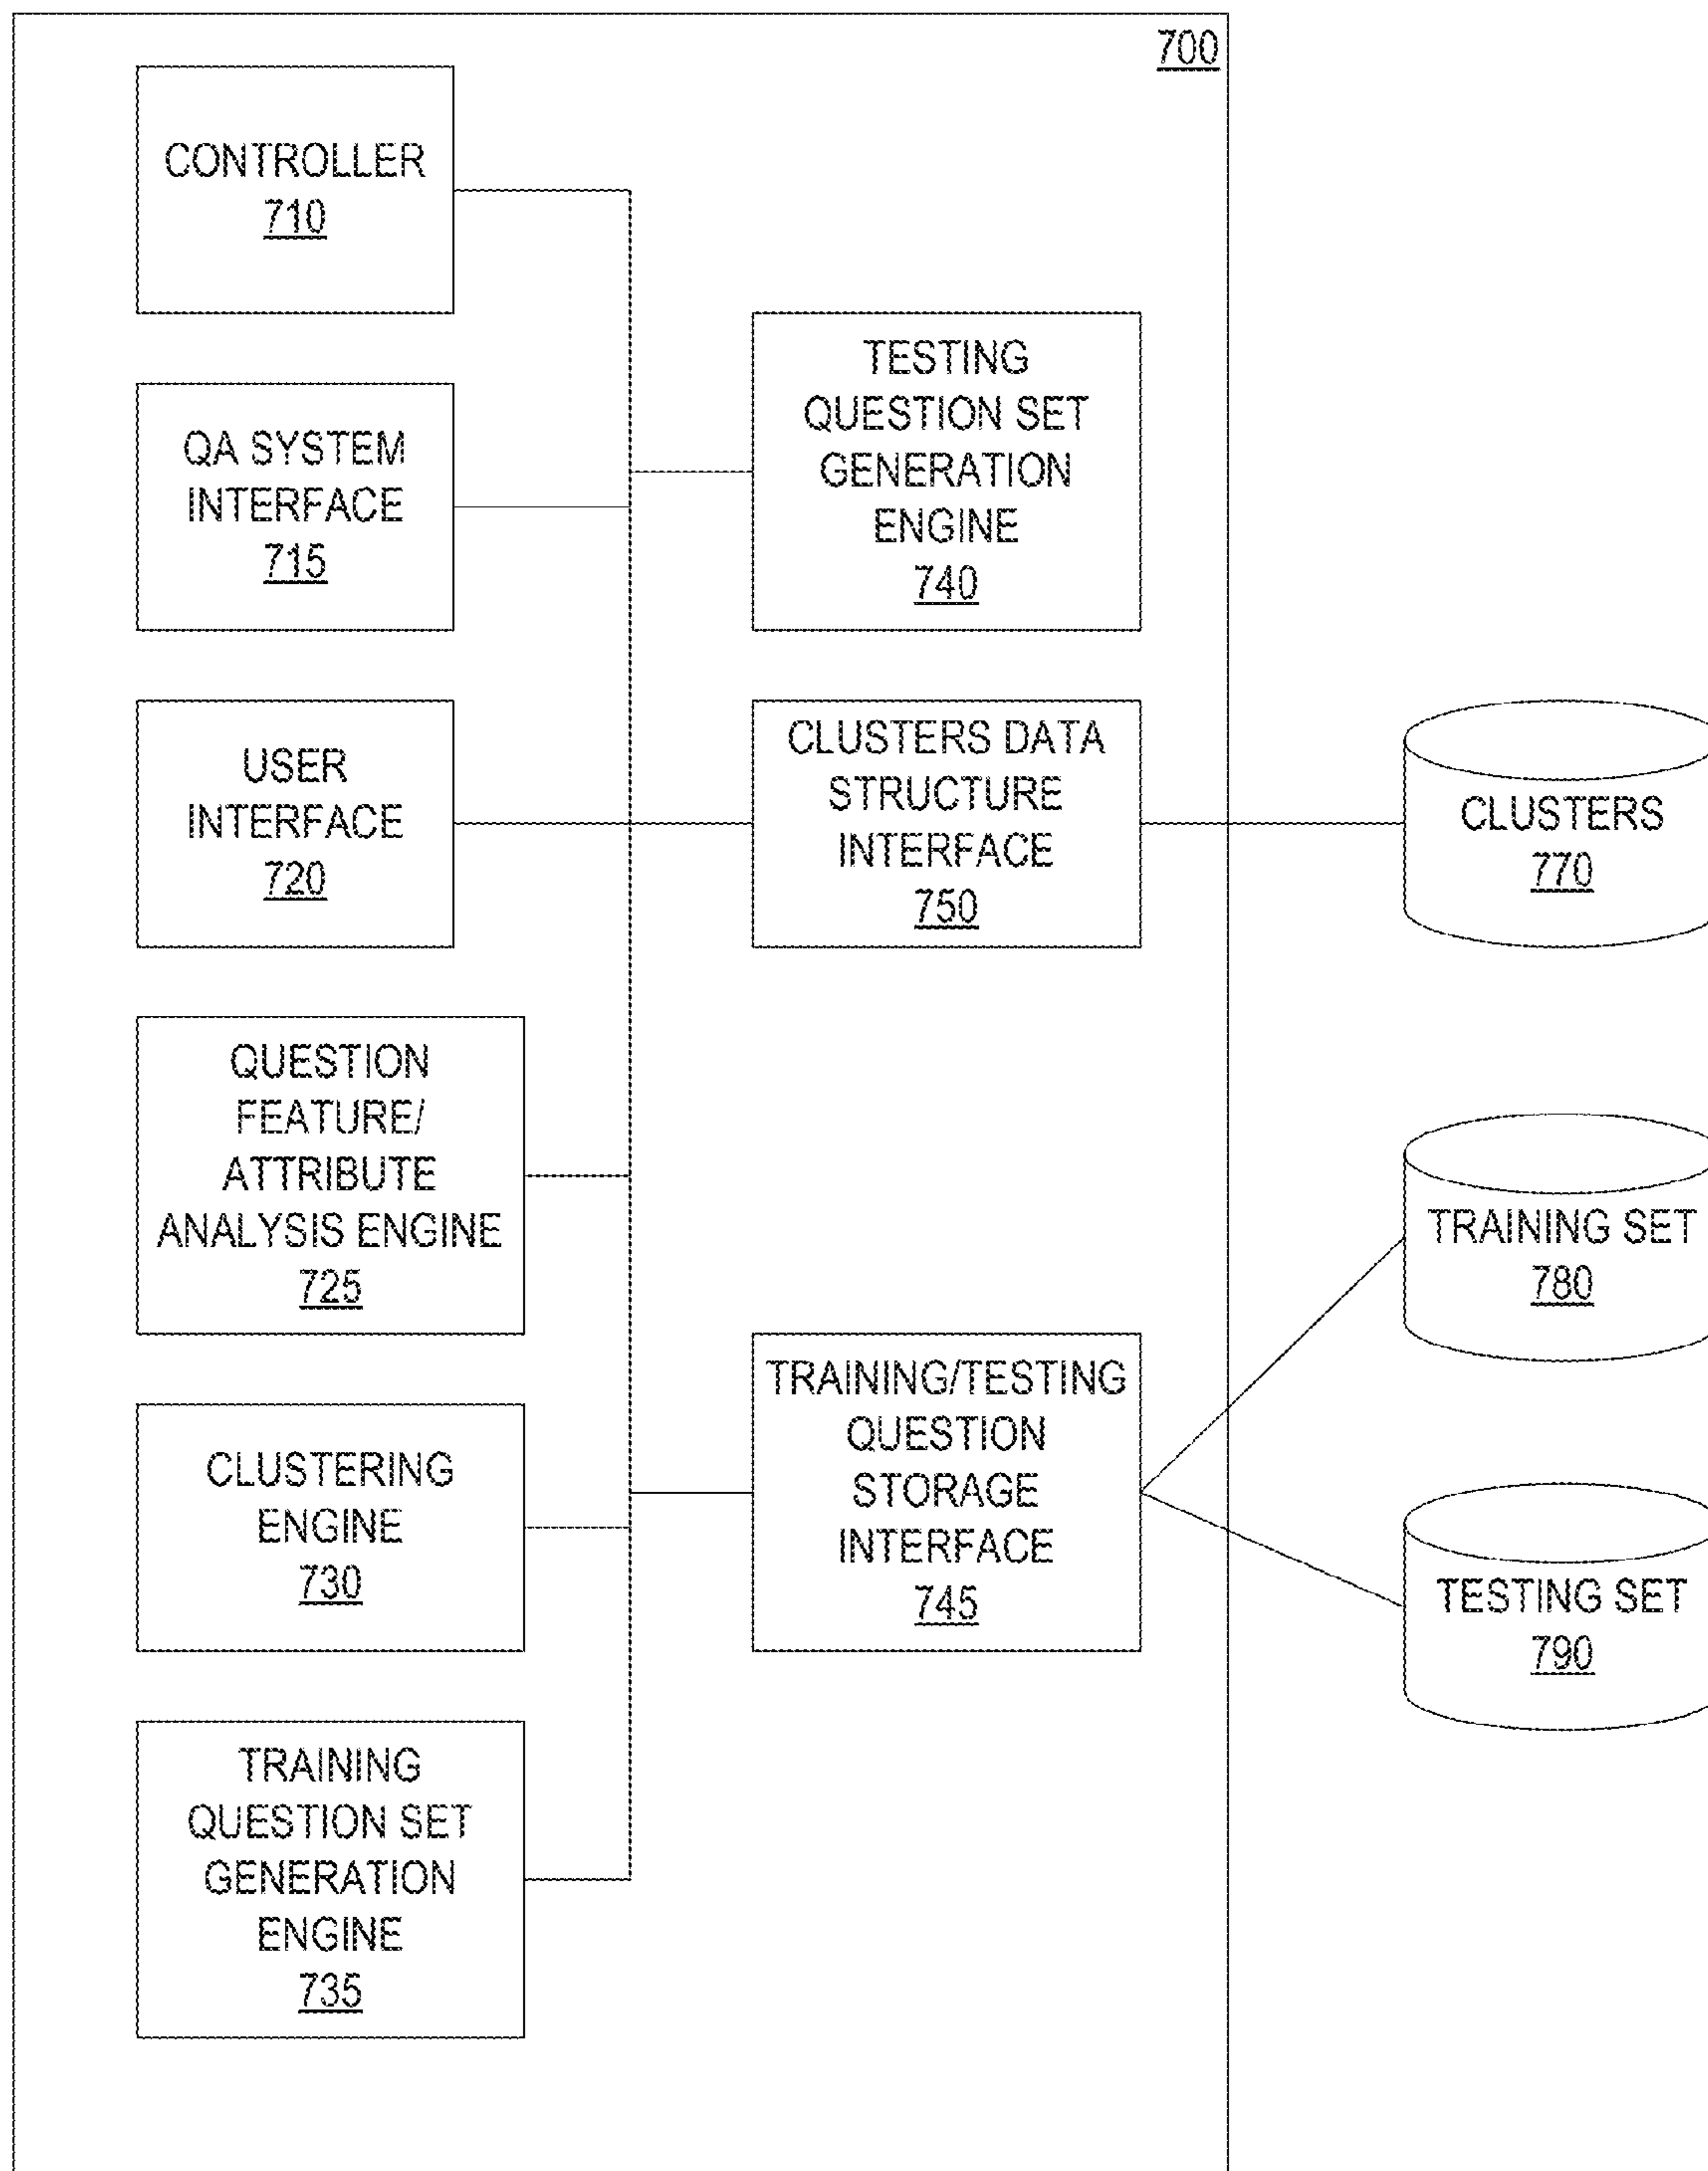 700
CONTROLLER
710
QA SYSTEM
INTERFACE
715
USER
INTERFACE
720
QUESTION
FEATURE/
ATTRIBUTE
ANALYSIS ENGINE
725
CLUSTERING
ENGINE
730
TRAINING
QUESTION SET
GENERATION
ENGINE
735
TESTING
QUESTION SET
GENERATION
ENGINE
740
CLUSTERS DATA
STRUCTURE
INTERFACE
750
TRAINING/TESTING
QUESTION
STORAGE
INTERFACE
745
CLUSTERS
770
TRAINING SET
780
TESTING SET
790